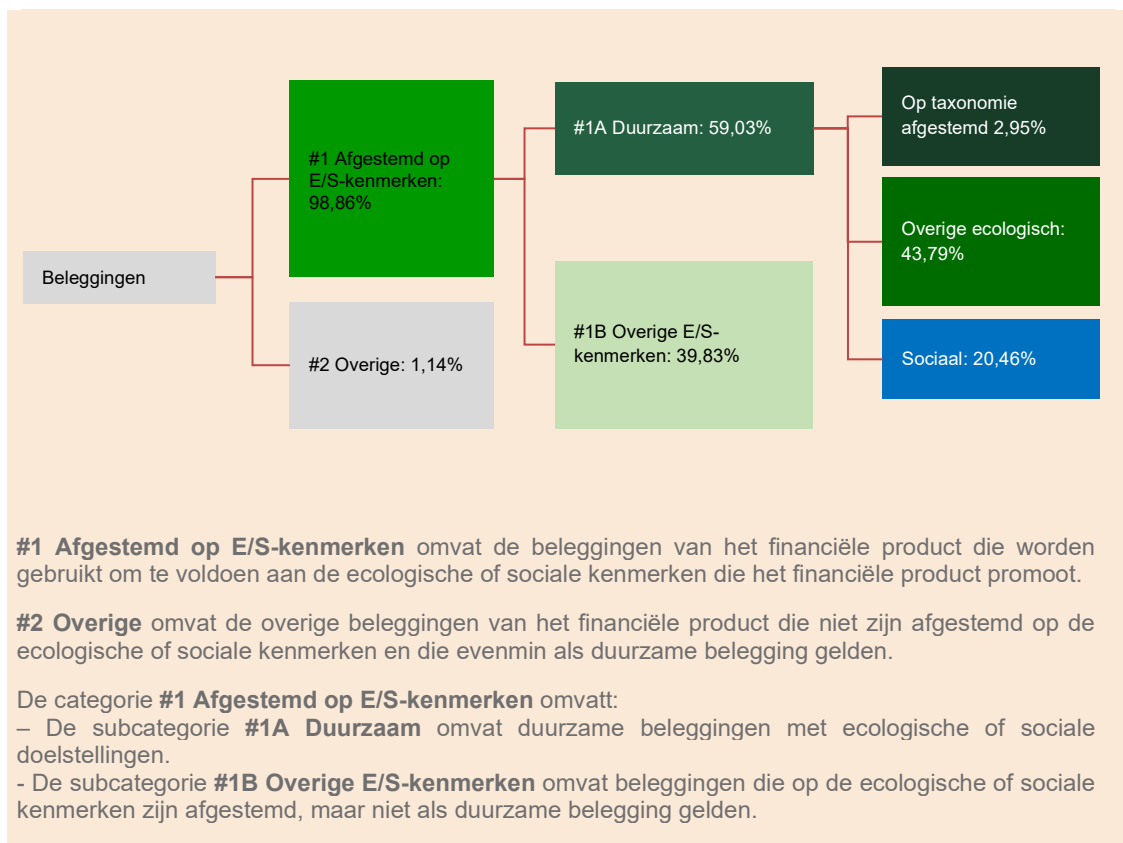 Beleggingen
#1 Afgestemd op
E/S-kenmerken:
98,86%
#2 Overige: 1,14%
#1A Duurzaam: 59,03%
#1B Overige E/S-
kenmerken: 39,83%
Op taxonomie
afgestemd 2,95%
Overige ecologisch:
43,79%
Sociaal: 20,46%
#1 Afgestemd op E/S-kenmerken omvat de beleggingen van het financiële product die worden
gebruikt om te voldoen aan de ecologische of sociale kenmerken die het financiële product promoot.
#2 Overige omvat de overige beleggingen van het financiële product die niet zijn afgestemd op de
ecologische of sociale kenmerken en die evenmin als duurzame belegging gelden.
De categorie #1 Afgestemd op E/S-kenmerken omvatt:
– De subcategorie #1A Duurzaam omvat duurzame beleggingen met ecologische of sociale
doelstellingen.
- De subcategorie #1B Overige E/S-kenmerken omvat beleggingen die op de ecologische of sociale
kenmerken zijn afgestemd, maar niet als duurzame belegging gelden.